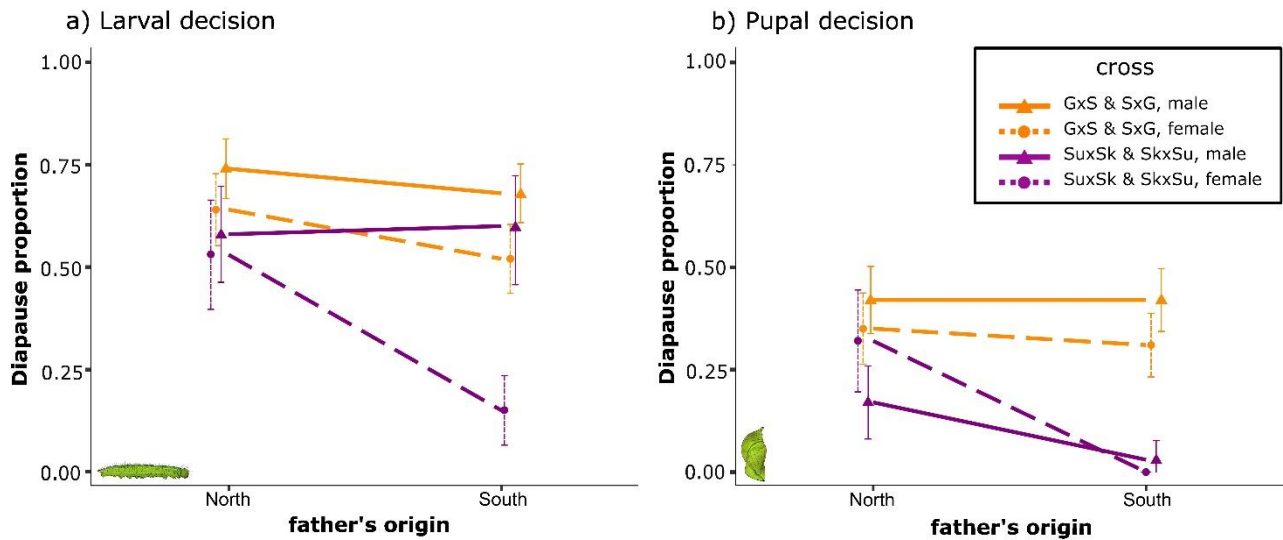 a) Larval decision
1.00
0.75
0.50
0.25
0.00
Diapause proportion
North
South
father's origin
b) Pupal decision
1.00
0.75
0.50
0.25
0.00
Diapause proportion
North
South
father's origin
cross
GxS & SxG, male
GxS & SxG, female
SuxSk & SkxSu, male
SuxSk & SkxSu, female